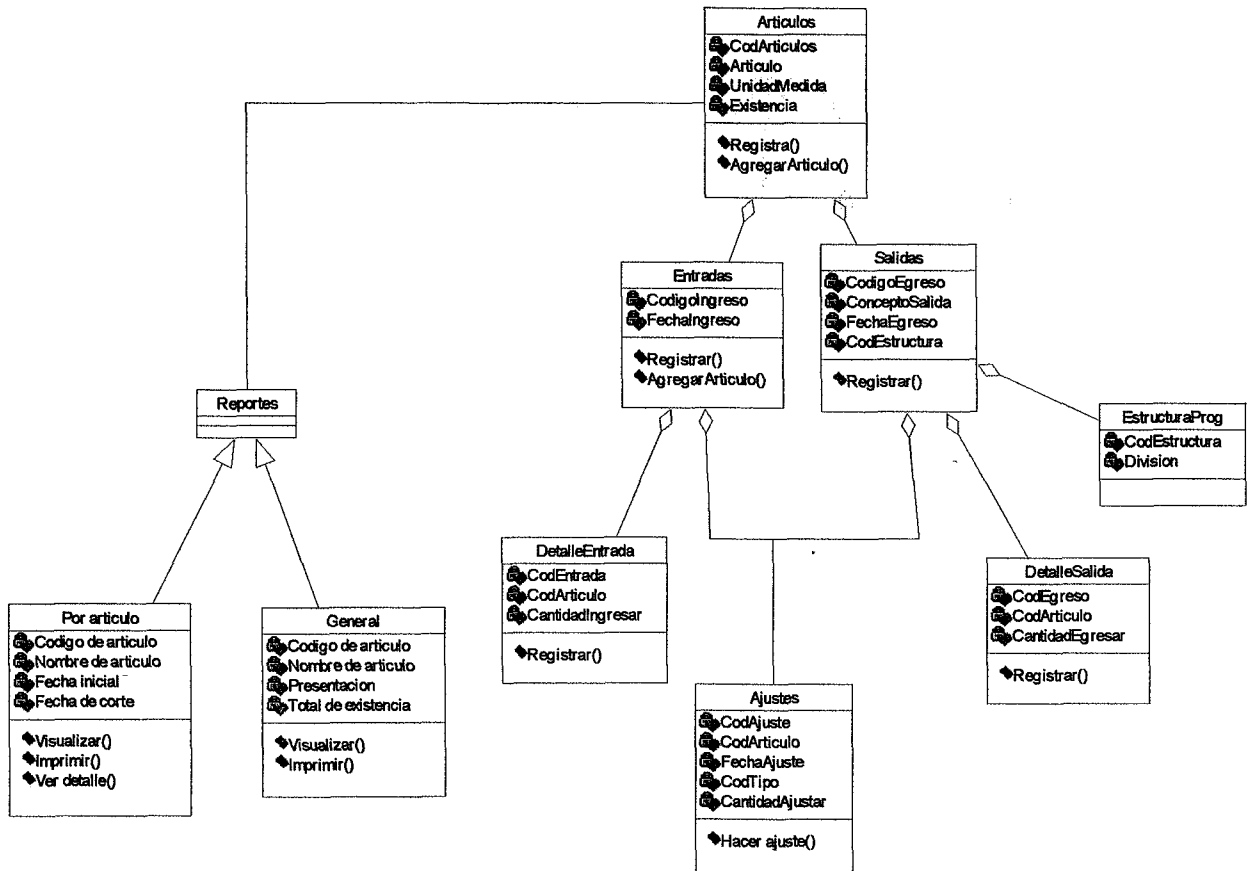 Articulos
CodArticulos
Articulo
UnidadMedida
Existencia
Registra()
AgregarArticulo()
Entradas
CodigoIngreso
FechaIngreso
Registrar()
AgregarArticulo()
Salidas
CodigoEgreso
ConceptoSalida
FechaEgreso
CodEstructura
Registrar()
Reportes
EstructuraProg
CodEstructura
Division
DetalleEntrada
CodEntrada
CodArticulo
CantidadIngresar
Registrar()
DetalleSalida
CodEgreso
CodArticulo
CantidadEgresar
Registrar()
Por articulo
Codigo de articulo
Nombre de articulo
Fecha inicial
Fecha de corte
Visualizar()
Imprimir()
Ver detalle()
General
Codigo de articulo
Nombre de articulo
Presentacion
Total de existencia
Visualizar()
Imprimir()
Ajustes
CodAjuste
CodArticulo
FechaAjuste
CodTipo
CantidadAjustar
Hacer ajuste()